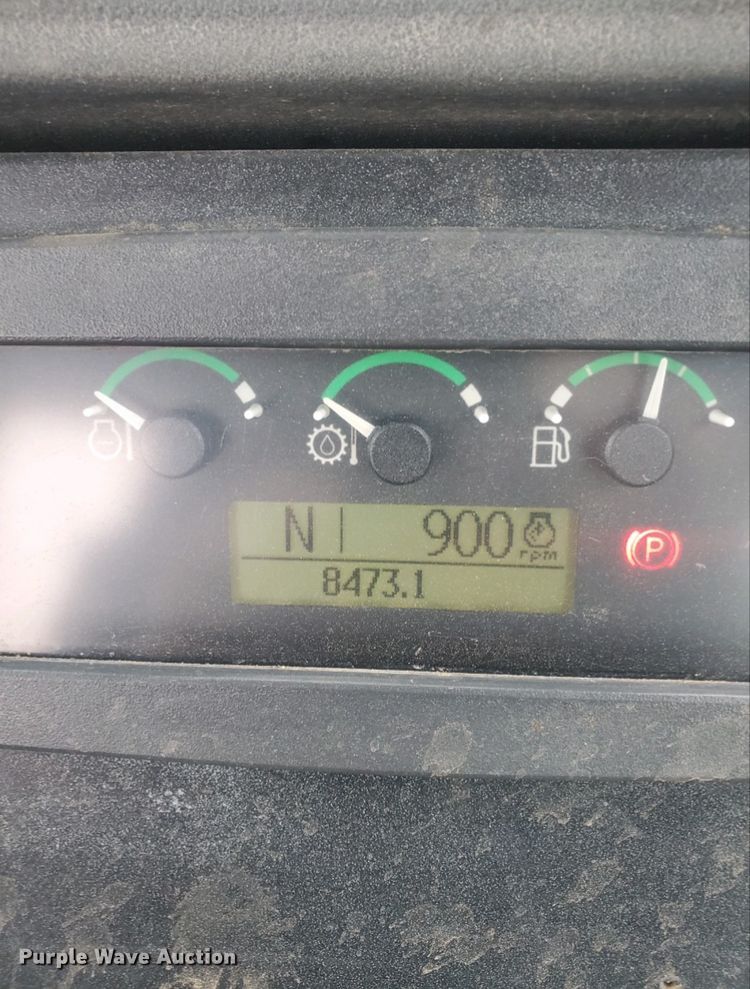 N 900
rpm
P
8473.1
Purple Wave Auction